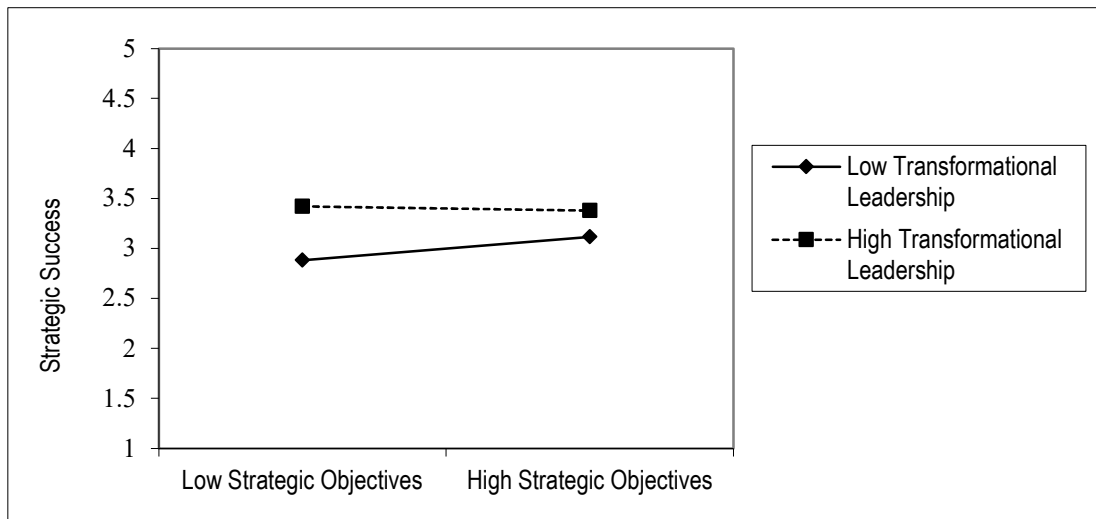 5
4.5
4
3.5
3
2.5
2
1.5
1
Strategic Success
Low Strategic Objectives
High Strategic Objectives
Low Transformational
Leadership
High Transformational
Leadership